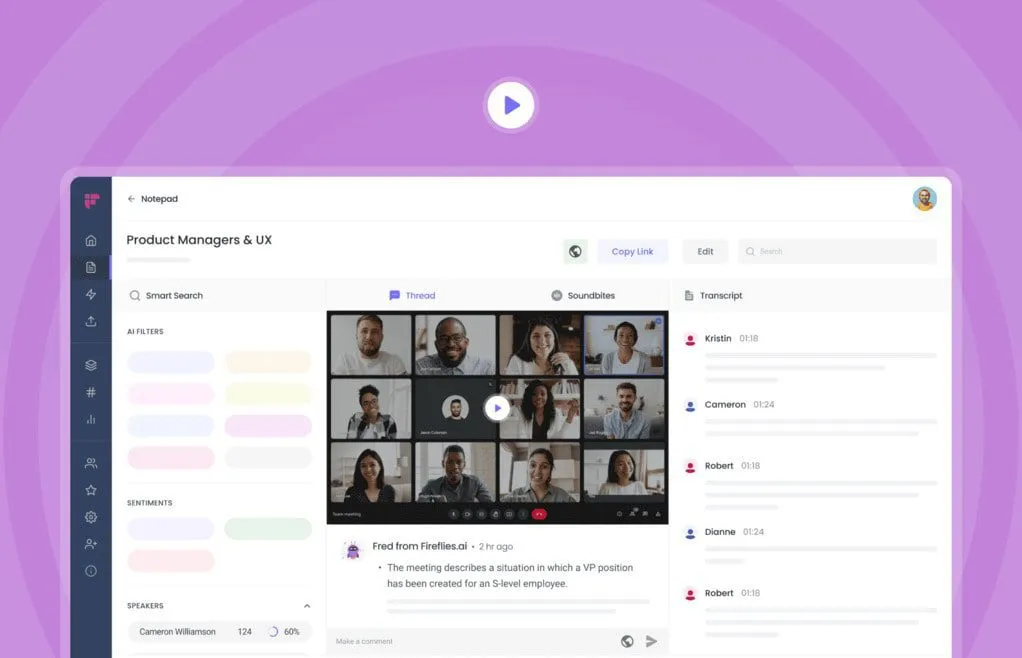 Notepad
Product Managers & UX
Copy Link
Edit
Search
Smart Search
Thread
Soundbites
Transcript
AI FILTERS
SENTIMENTS
SPEAKERS
Cameron Williamson 124 60%
Team meeting
Fred from Fireflies.ai • 2 hr ago
• The meeting describes a situation in which a VP position
has been created for an S-level employee.
Make a comment
Kristin 01:18
Cameron 01:24
Robert 01:18
Dianne 01:24
Robert 01:18